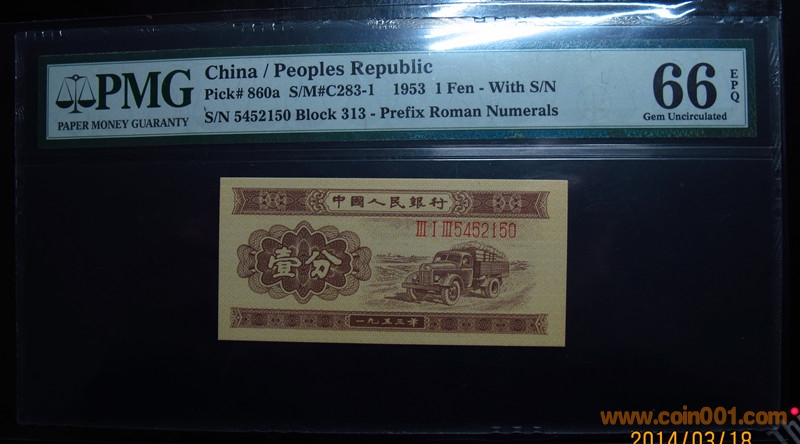 PMG
PAPER MONEY GUARANTY
China / Peoples Republic
Pick# 860a S/M#C283-1 1953 1 Fen - With S/N
S/N 5452150 Block 313 - Prefix Roman Numerals
66
EPQ
Gem Uncirculated
中國人民銀行
III I III 5452150
壹分
一九五三年
www.coin001.com
2014/03/18